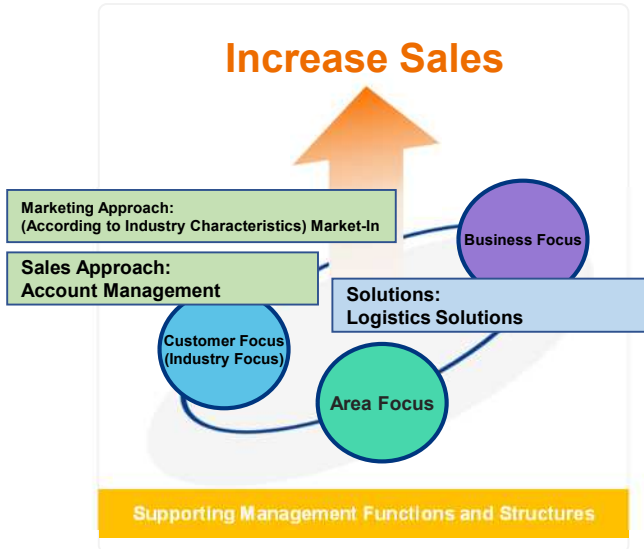 Increase Sales
Marketing Approach:
(According to Industry Characteristics) Market-In
Business Focus
Sales Approach:
Account Management
Solutions:
Logistics Solutions
Customer Focus
(Industry Focus)
Area Focus
Supporting Management Functions and Structures